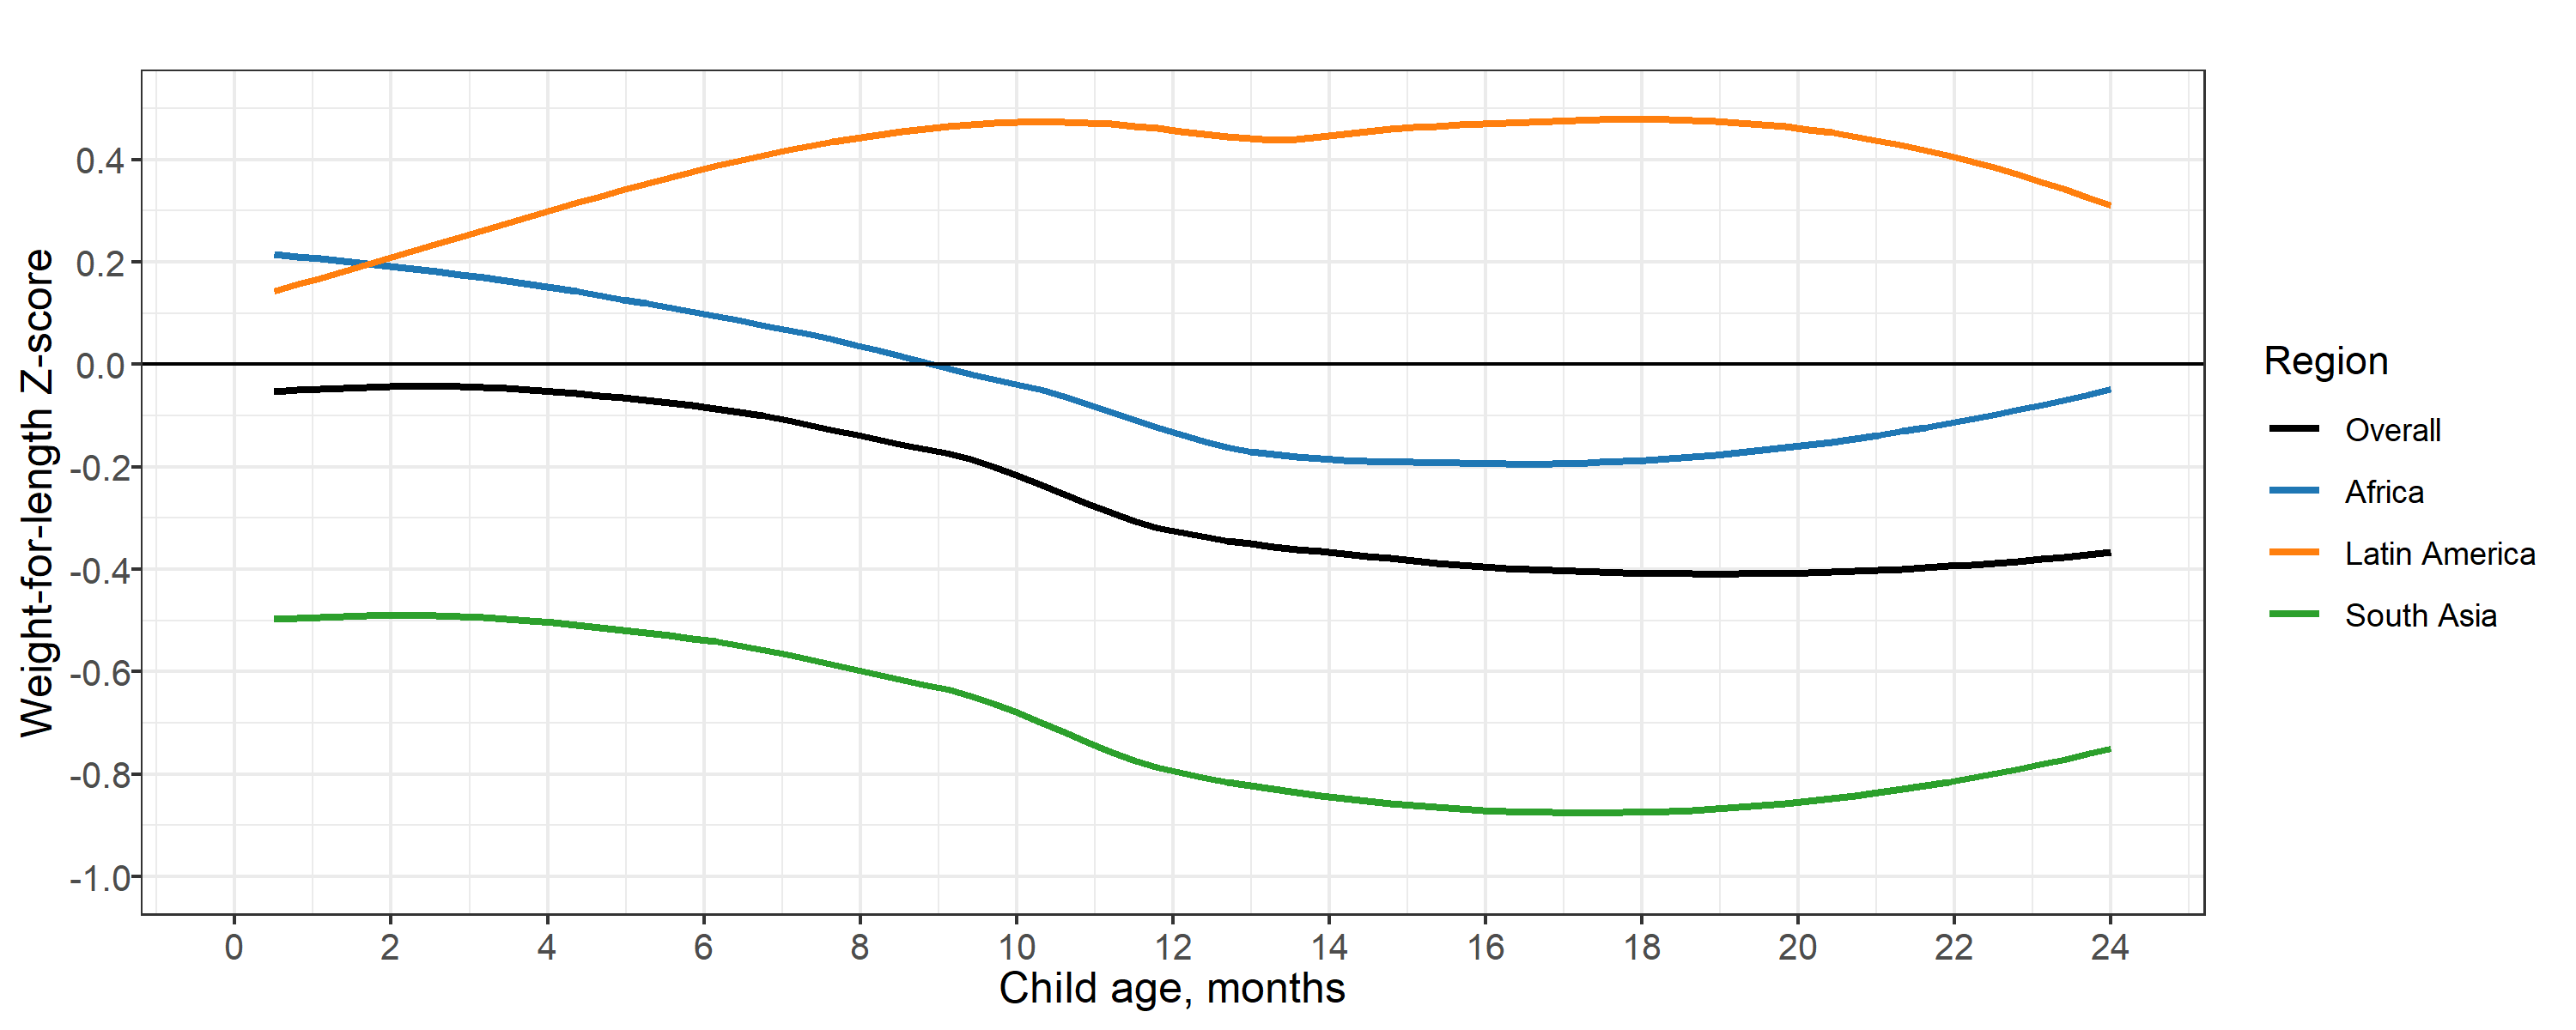 Weight-for-length Z-score
0.4
0.2
0.0
-0.2
-0.4
-0.6
-0.8
-1.0
0 2 4 6 8 10 12 14 16 18 20 22 24
Child age, months
Region
Overall
Africa
Latin America
South Asia